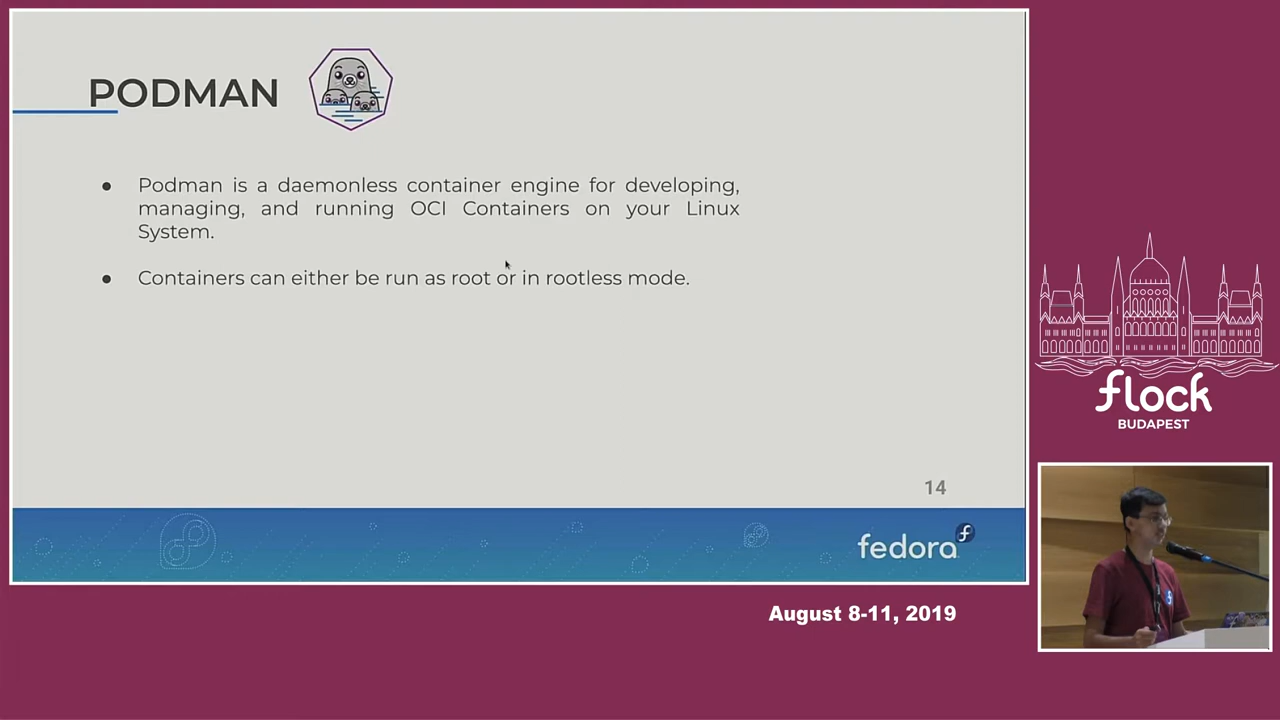 PODMAN
● Podman is a daemonless container engine for developing,
managing, and running OCI Containers on your Linux
System.
● Containers can either be run as root or in rootless mode.
14
fedora
flock
BUDAPEST
August 8-11, 2019